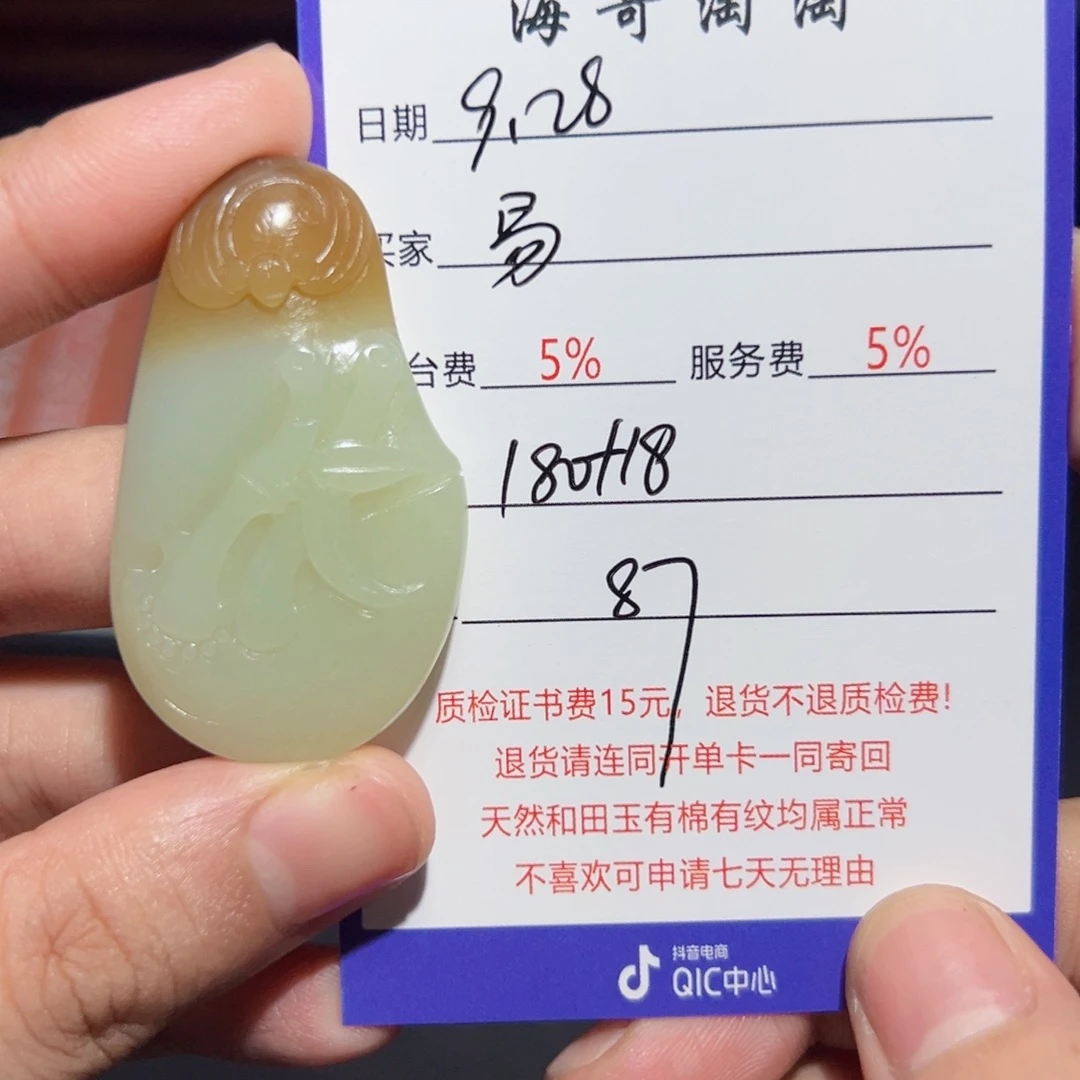 海哥淘淘
日期 9.28
买家 易
台费 5% 服务费 5%
180+18
87
质检证书费15元，退货不退质检费！
退货请连同开单卡一同寄回
天然和田玉有棉有纹均属正常
不喜欢可申请七天无理由
抖音电商
QIC中心